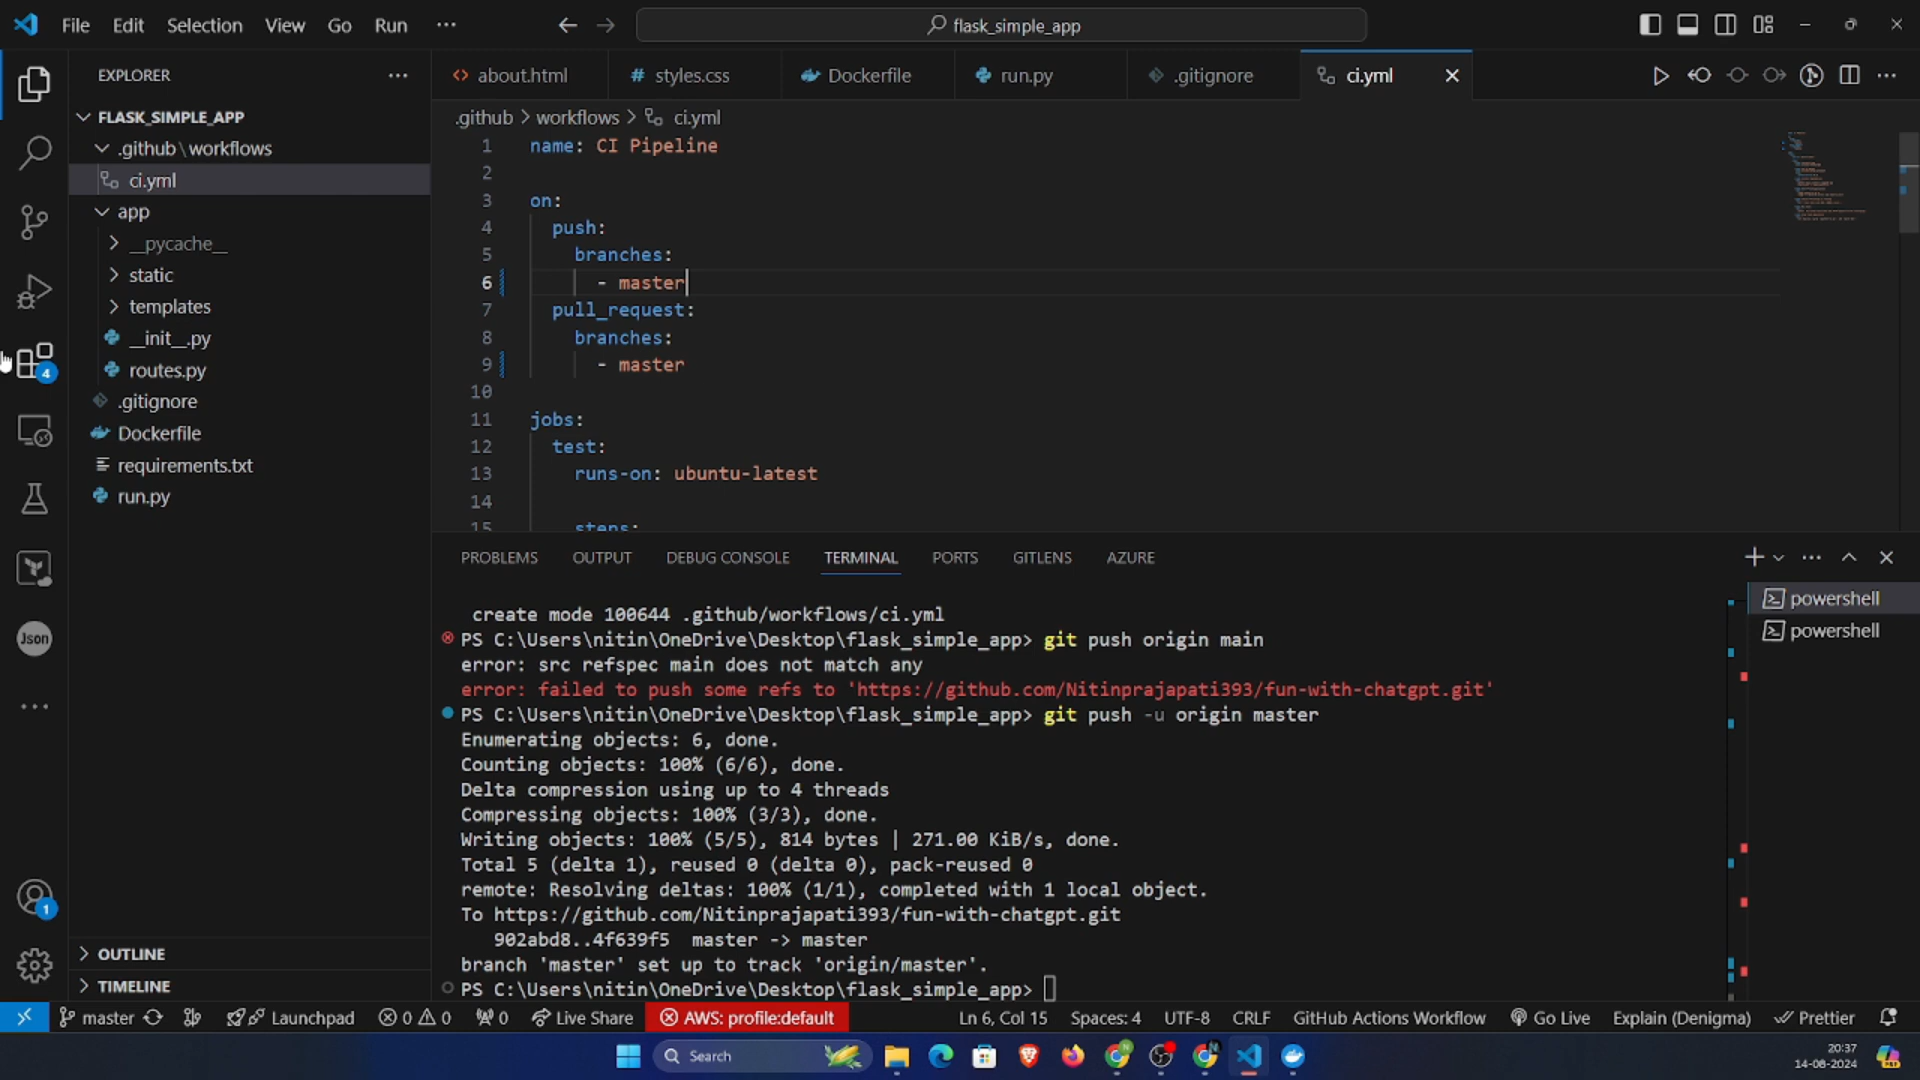 File Edit Selection View Go Run ··· flask_simple_app
EXPLORER ···
FLASK_SIMPLE_APP
.github\workflows
ci.yml
app
__pycache__
static
templates
__init__.py
routes.py
.gitignore
Dockerfile
requirements.txt
run.py
OUTLINE
TIMELINE
4
Json
1
about.html # styles.css Dockerfile run.py .gitignore ci.yml
.github > workflows > ci.yml
1 name: CI Pipeline
2
3 on:
4 push:
5 branches:
6 - master
7 pull_request:
8 branches:
9 - master
10
11 jobs:
12 test:
13 runs-on: ubuntu-latest
14
15 steps:
PROBLEMS OUTPUT DEBUG CONSOLE TERMINAL PORTS GITLENS AZURE
powershell
powershell
create mode 100644 .github/workflows/ci.yml
PS C:\Users\nitin\OneDrive\Desktop\flask_simple_app> git push origin main
error: src refspec main does not match any
error: failed to push some refs to 'https://github.com/Nitinprajapati393/fun-with-chatgpt.git'
PS C:\Users\nitin\OneDrive\Desktop\flask_simple_app> git push -u origin master
Enumerating objects: 6, done.
Counting objects: 100% (6/6), done.
Delta compression using up to 4 threads
Compressing objects: 100% (3/3), done.
Writing objects: 100% (5/5), 814 bytes | 271.00 KiB/s, done.
Total 5 (delta 1), reused 0 (delta 0), pack-reused 0
remote: Resolving deltas: 100% (1/1), completed with 1 local object.
To https://github.com/Nitinprajapati393/fun-with-chatgpt.git
902abd8..4f639f5 master -> master
branch 'master' set up to track 'origin/master'.
PS C:\Users\nitin\OneDrive\Desktop\flask_simple_app>
master Launchpad 0 0 0 Live Share AWS: profile:default Ln 6, Col 15 Spaces: 4 UTF-8 CRLF GitHub Actions Workflow Go Live Explain (Denigma) Prettier
Search
20:37
14-08-2024